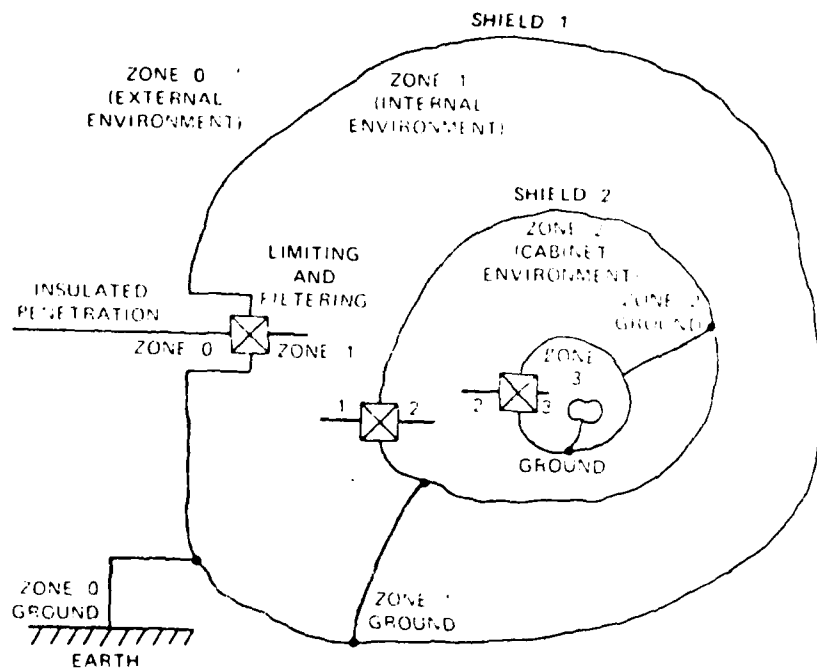 SHIELD 1
ZONE 0
(EXTERNAL
ENVIRONMENT)
ZONE 1
(INTERNAL
ENVIRONMENT)
SHIELD 2
ZONE 2
(CABINET
ENVIRONMENT)
LIMITING
AND
FILTERING
INSULATED
PENETRATION
ZONE 0
ZONE 1
ZONE 2
GROUND
ZONE
3
1
2
2
3
GROUND
ZONE 0
GROUND
EARTH
ZONE 1
GROUND